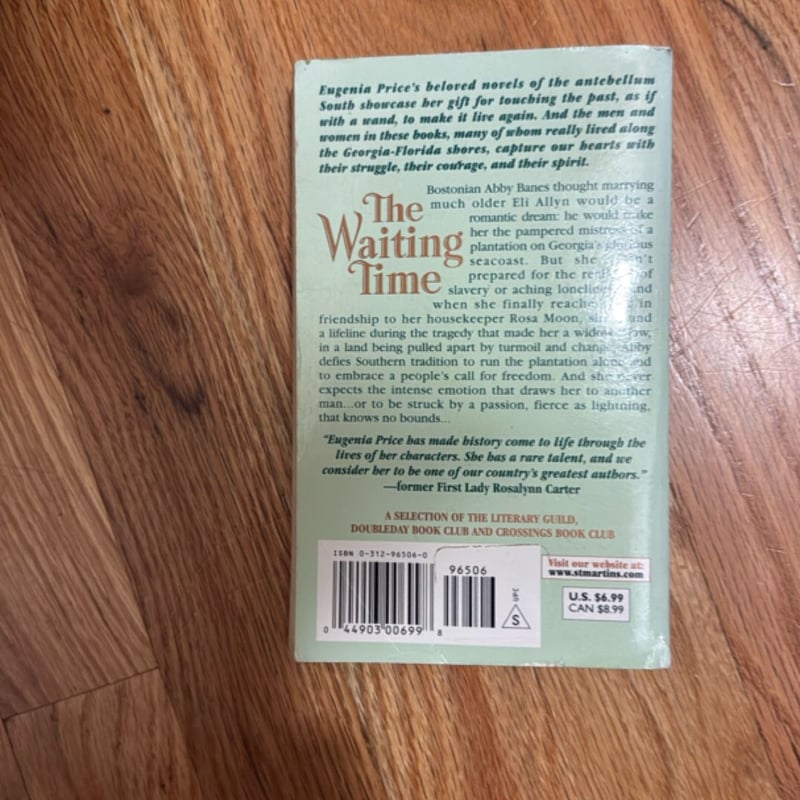 Eugenia Price's beloved novels of the antebellum
South showcase her gift for touching the past, as if
with a wand, to make it live again. And the men and
women in these books, many of whom really lived along
the Georgia-Florida shores, capture our hearts with
their struggle, their courage, and their spirit.
The
Waiting
Time
Bostonian Abby Banes thought marrying
much older Eli Allyn would be a
romantic dream: he would make
her the pampered mistress of a
plantation on Georgia's glorious
seacoast. But she
prepared for the of
slavery or aching and
when she finally in
friendship to her housekeeper Rosa Moon,
a lifeline during the tragedy that made her a
in a land being pulled apart by turmoil and Abby
defies Southern tradition to run the plantation and
to embrace a people's call for freedom. And she never
expects the intense emotion that draws her to another
man...or to be struck by a passion, fierce as lightning,
that knows no bounds...
"Eugenia Price has made history come to life through the
lives of her characters. She has a rare talent, and we
consider her to be one of our country's greatest authors."
—former First Lady Rosalynn Carter
A SELECTION OF THE LITERARY GUILD,
DOUBLEDAY BOOK CLUB AND CROSSINGS BOOK CLUB
ISBN 0-312-96506-0
96506
UPC
S
0 44903 00699 8
Visit our website at:
www.stmartins.com
U.S. $6.99
CAN $8.99